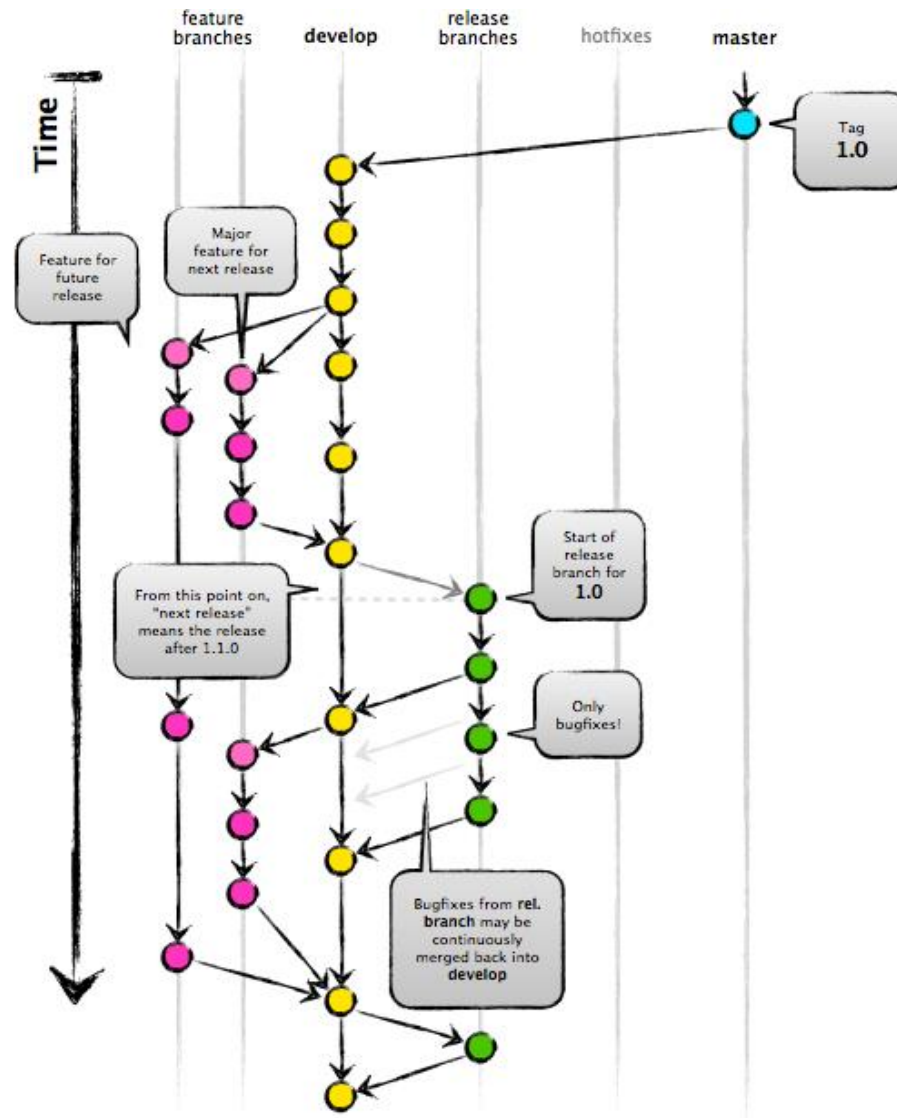 feature
branches
develop
release
branches
hotfixes
master
Time
Tag
1.0
Major
feature for
next release
Feature for
future
release
Start of
release
branch for
1.0
From this point on,
"next release"
means the release
after 1.1.0
Only
bugfixes!
Bugfixes from rel.
branch may be
continuously
merged back into
develop